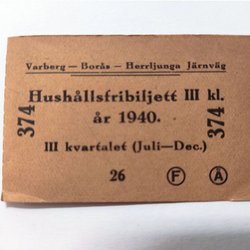 Varberg — Borås — Herrljunga Järnväg
Hushållsfribiljett III kl.
år 1940.
III kvartalet (Juli—Dec.)
26 F A
374
374